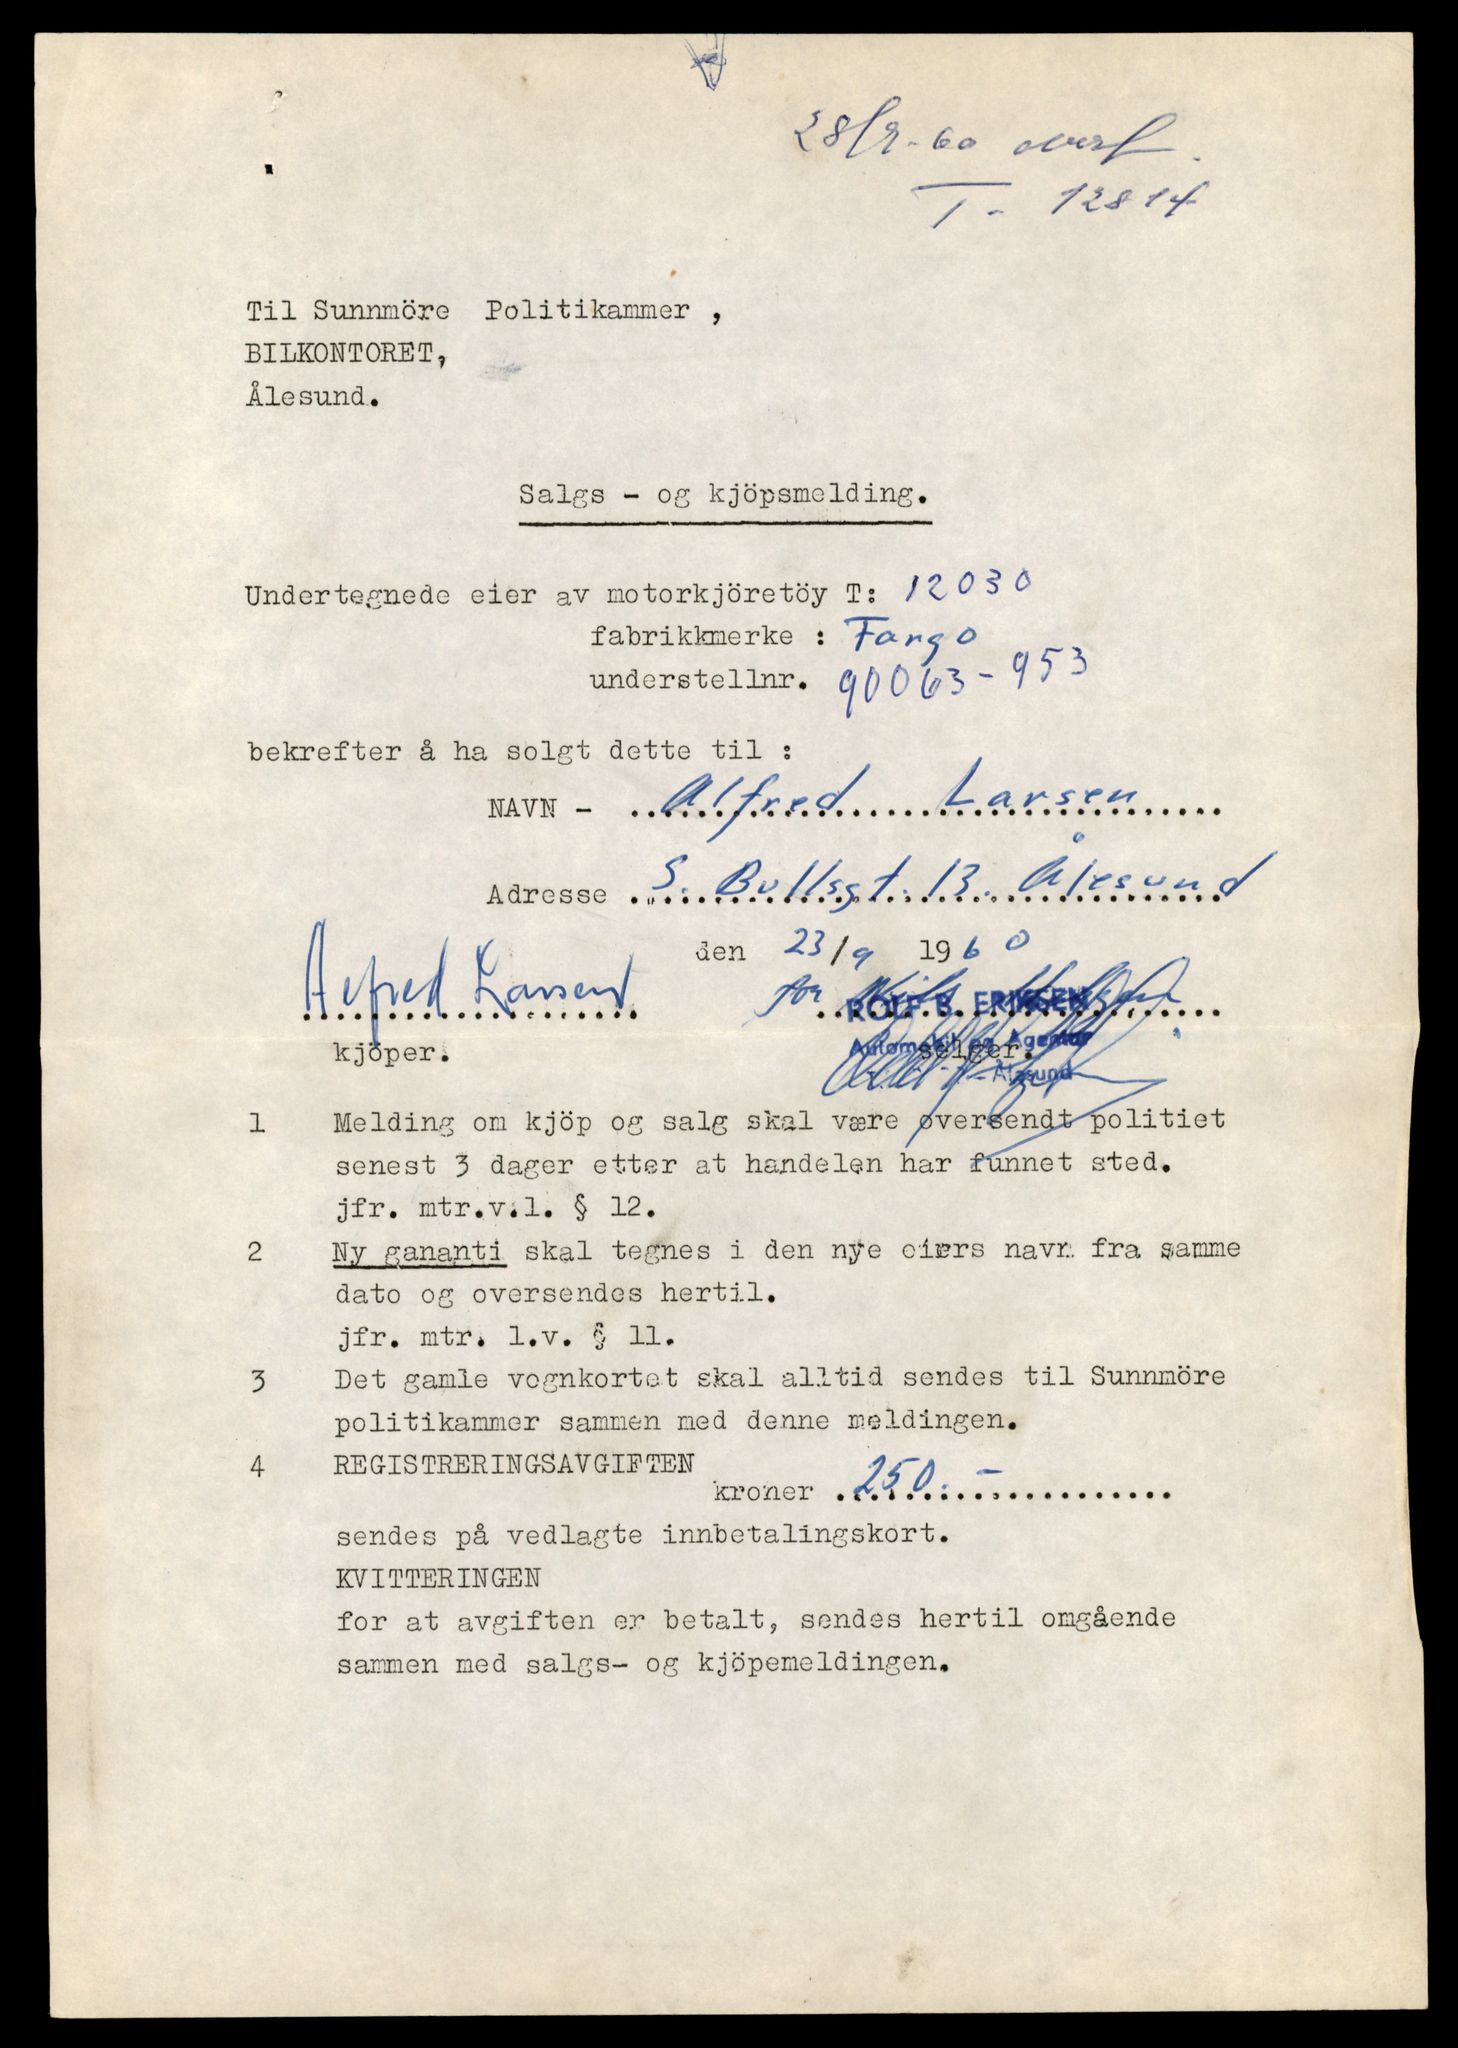 28/9-60 overf.
T- 12814
Til Sunnmöre Politikammer ,
BILKONTORET,
Ålesund.
Salgs - og kjöpsmelding.
Undertegnede eier av motorkjöretöy T: 12030
fabrikkmerke : Fargo
understellnr. 90063-953
bekrefter å ha solgt dette til :
NAVN - Alfred Larsen
Adresse S. Bullsgt. 13. Ålesund
den 23/9 1960
Alfred Larsen for
ROLF B. ERIKSEN
kjöper. selger.
Automobil og Agentur
- Ålesund
1 Melding om kjöp og salg skal være oversendt politiet
senest 3 dager etter at handelen har funnet sted.
jfr. mtr.v.l. § 12.
2 Ny gananti skal tegnes i den nye eiers navn fra samme
dato og oversendes hertil.
jfr. mtr. l.v. § 11.
3 Det gamle vognkortet skal alltid sendes til Sunnmöre
politikammer sammen med denne meldingen.
4 REGISTRERINGSAVGIFTEN
kroner 250.-
sendes på vedlagte innbetalingskort.
KVITTERINGEN
for at avgiften er betalt, sendes hertil omgående
sammen med salgs- og kjöpemeldingen.